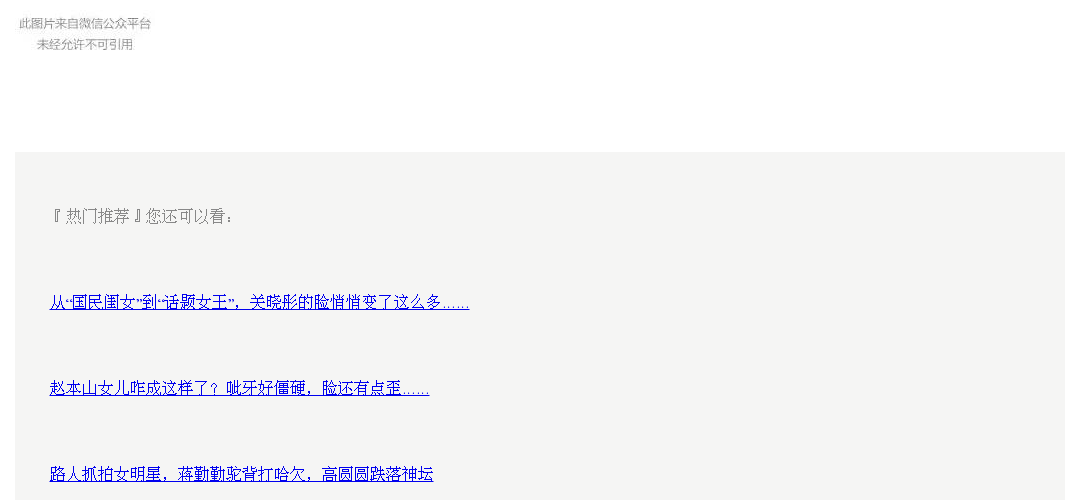 此图片来自微信公众平台
未经允许不可引用
『热门推荐』您还可以看：
从“国民闺女”到“话题女王”，关晓彤的脸悄悄变了这么多……
赵本山女儿咋成这样了？呲牙好僵硬，脸还有点歪……
路人抓拍女明星，蒋勤勤驼背打哈欠，高圆圆跌落神坛